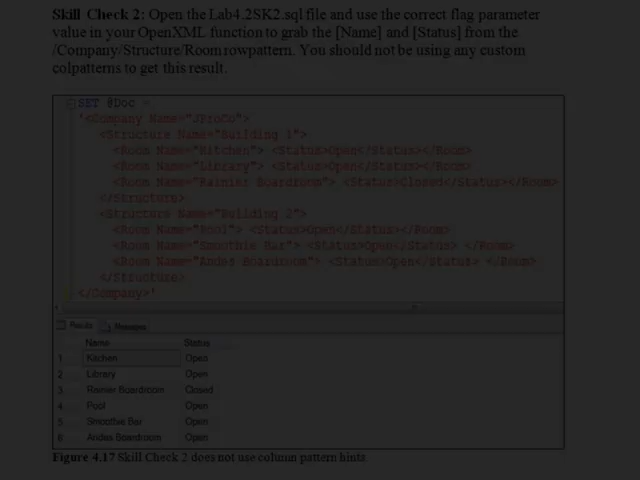 Skill Check 2: Open the Lab4.2SK2.sql file and use the correct flag parameter
value in your OpenXML function to grab the [Name] and [Status] from the
/Company/Structure/Room rowpattern. You should not be using any custom
colpatterns to get this result.
SET @Doc =
'<Company Name="JProCo">
<Structure Name="Building 1">
<Room Name="Kitchen"> <Status>Open</Status></Room>
<Room Name="Library"> <Status>Open</Status></Room>
<Room Name="Rainier Boardroom"> <Status>Closed</Status></Room>
</Structure>
<Structure Name="Building 2">
<Room Name="Pool"> <Status>Open</Status></Room>
<Room Name="Smoothie Bar"> <Status>Open</Status> </Room>
<Room Name="Andes Boardroom"> <Status>Open</Status> </Room>
</Structure>
</Company>'
Results Messages
Name Status
1 Kitchen Open
2 Library Open
3 Rainier Boardroom Closed
4 Pool Open
5 Smoothie Bar Open
6 Andes Boardroom Open
Figure 4.17 Skill Check 2 does not use column pattern hints.